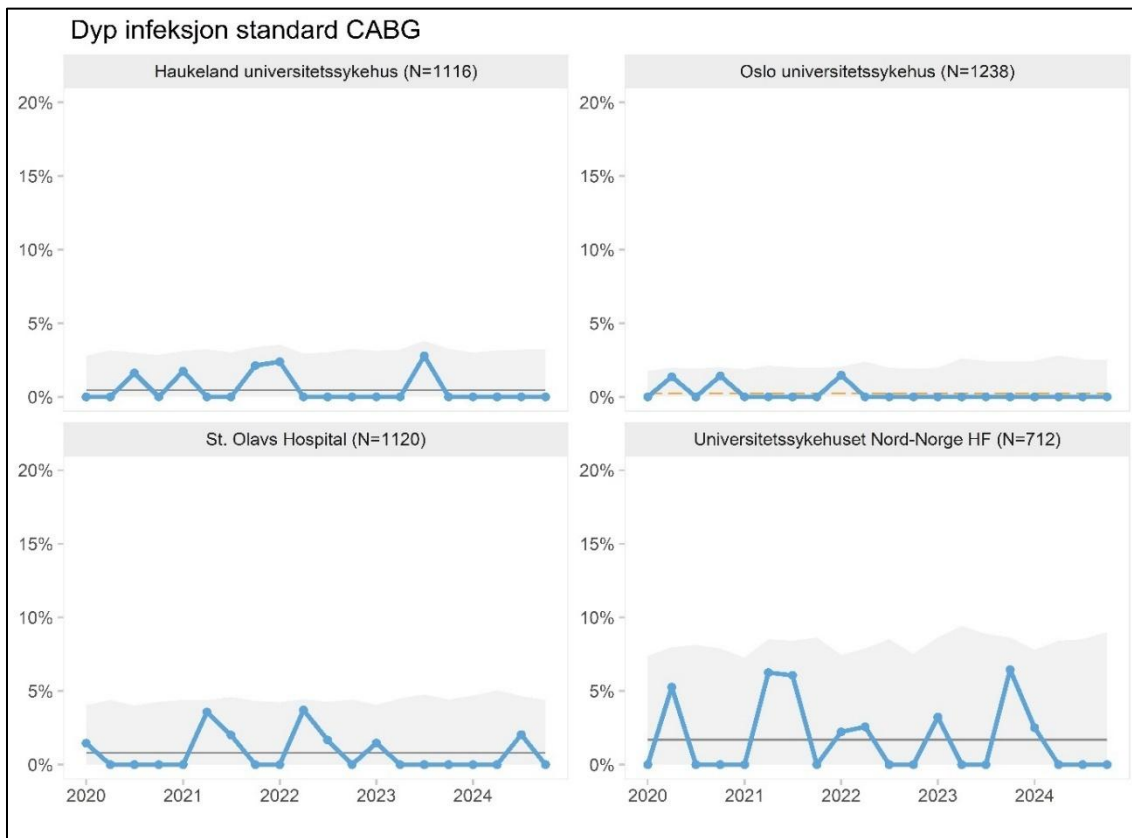 Dyp infeksjon standard CABG
Haukeland universitetssykehus (N=1116)
Oslo universitetssykehus (N=1238)
20%
15%
10%
5%
0%
20%
15%
10%
5%
0%
St. Olavs Hospital (N=1120)
Universitetssykehuset Nord-Norge HF (N=712)
20%
15%
10%
5%
0%
20%
15%
10%
5%
0%
2020 2021 2022 2023 2024
2020 2021 2022 2023 2024